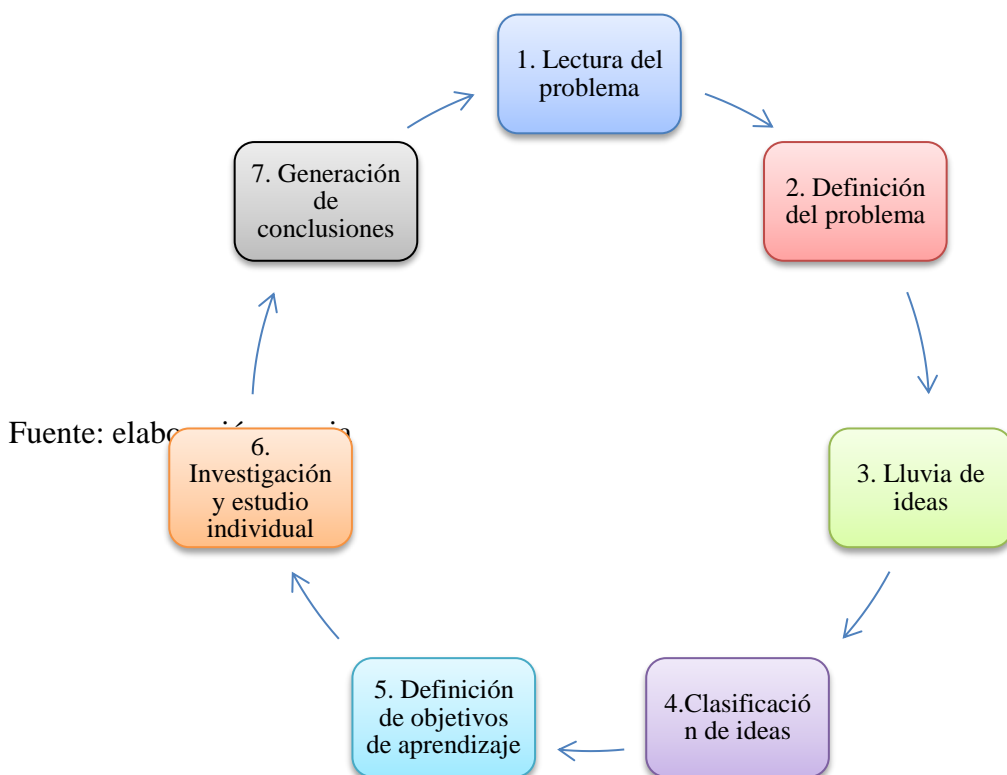 1. Lectura del
problema
2. Definición
del problema
3. Lluvia de
ideas
4.Clasificació
n de ideas
5. Definición
de objetivos
de aprendizaje
6.
Investigación
y estudio
individual
7. Generación
de
conclusiones
Fuente: